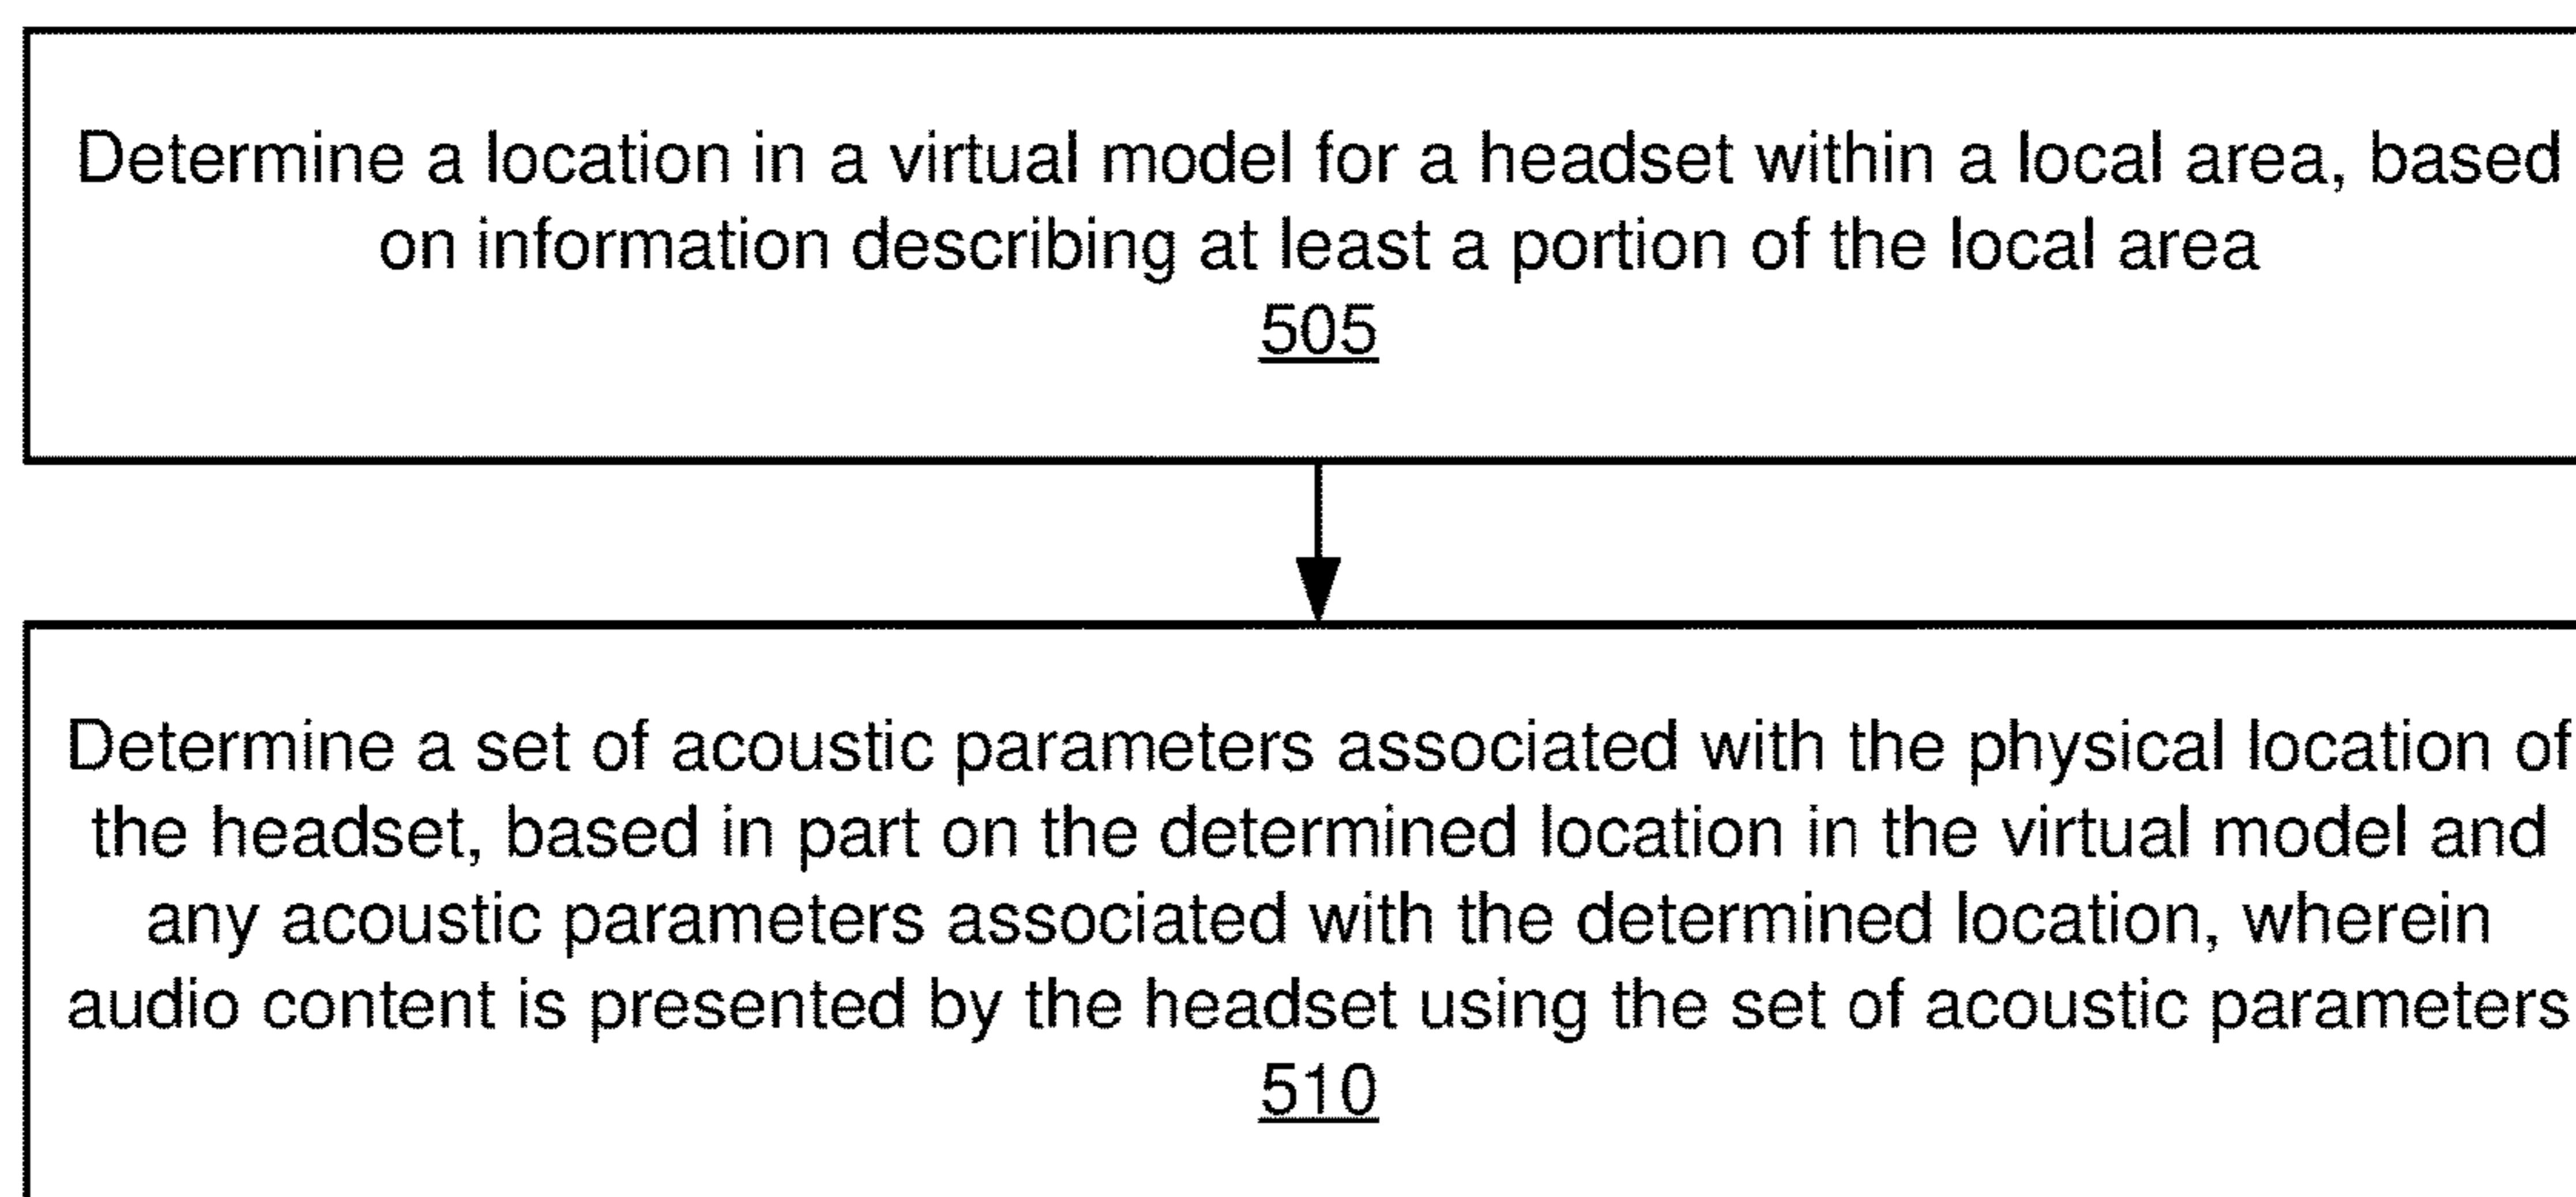 Determine a location in a virtual model for a headset within a local area, based
on information describing at least a portion of the local area
505
Determine a set of acoustic parameters associated with the physical location of
the headset, based in part on the determined location in the virtual model and
any acoustic parameters associated with the determined location, wherein
audio content is presented by the headset using the set of acoustic parameters
510